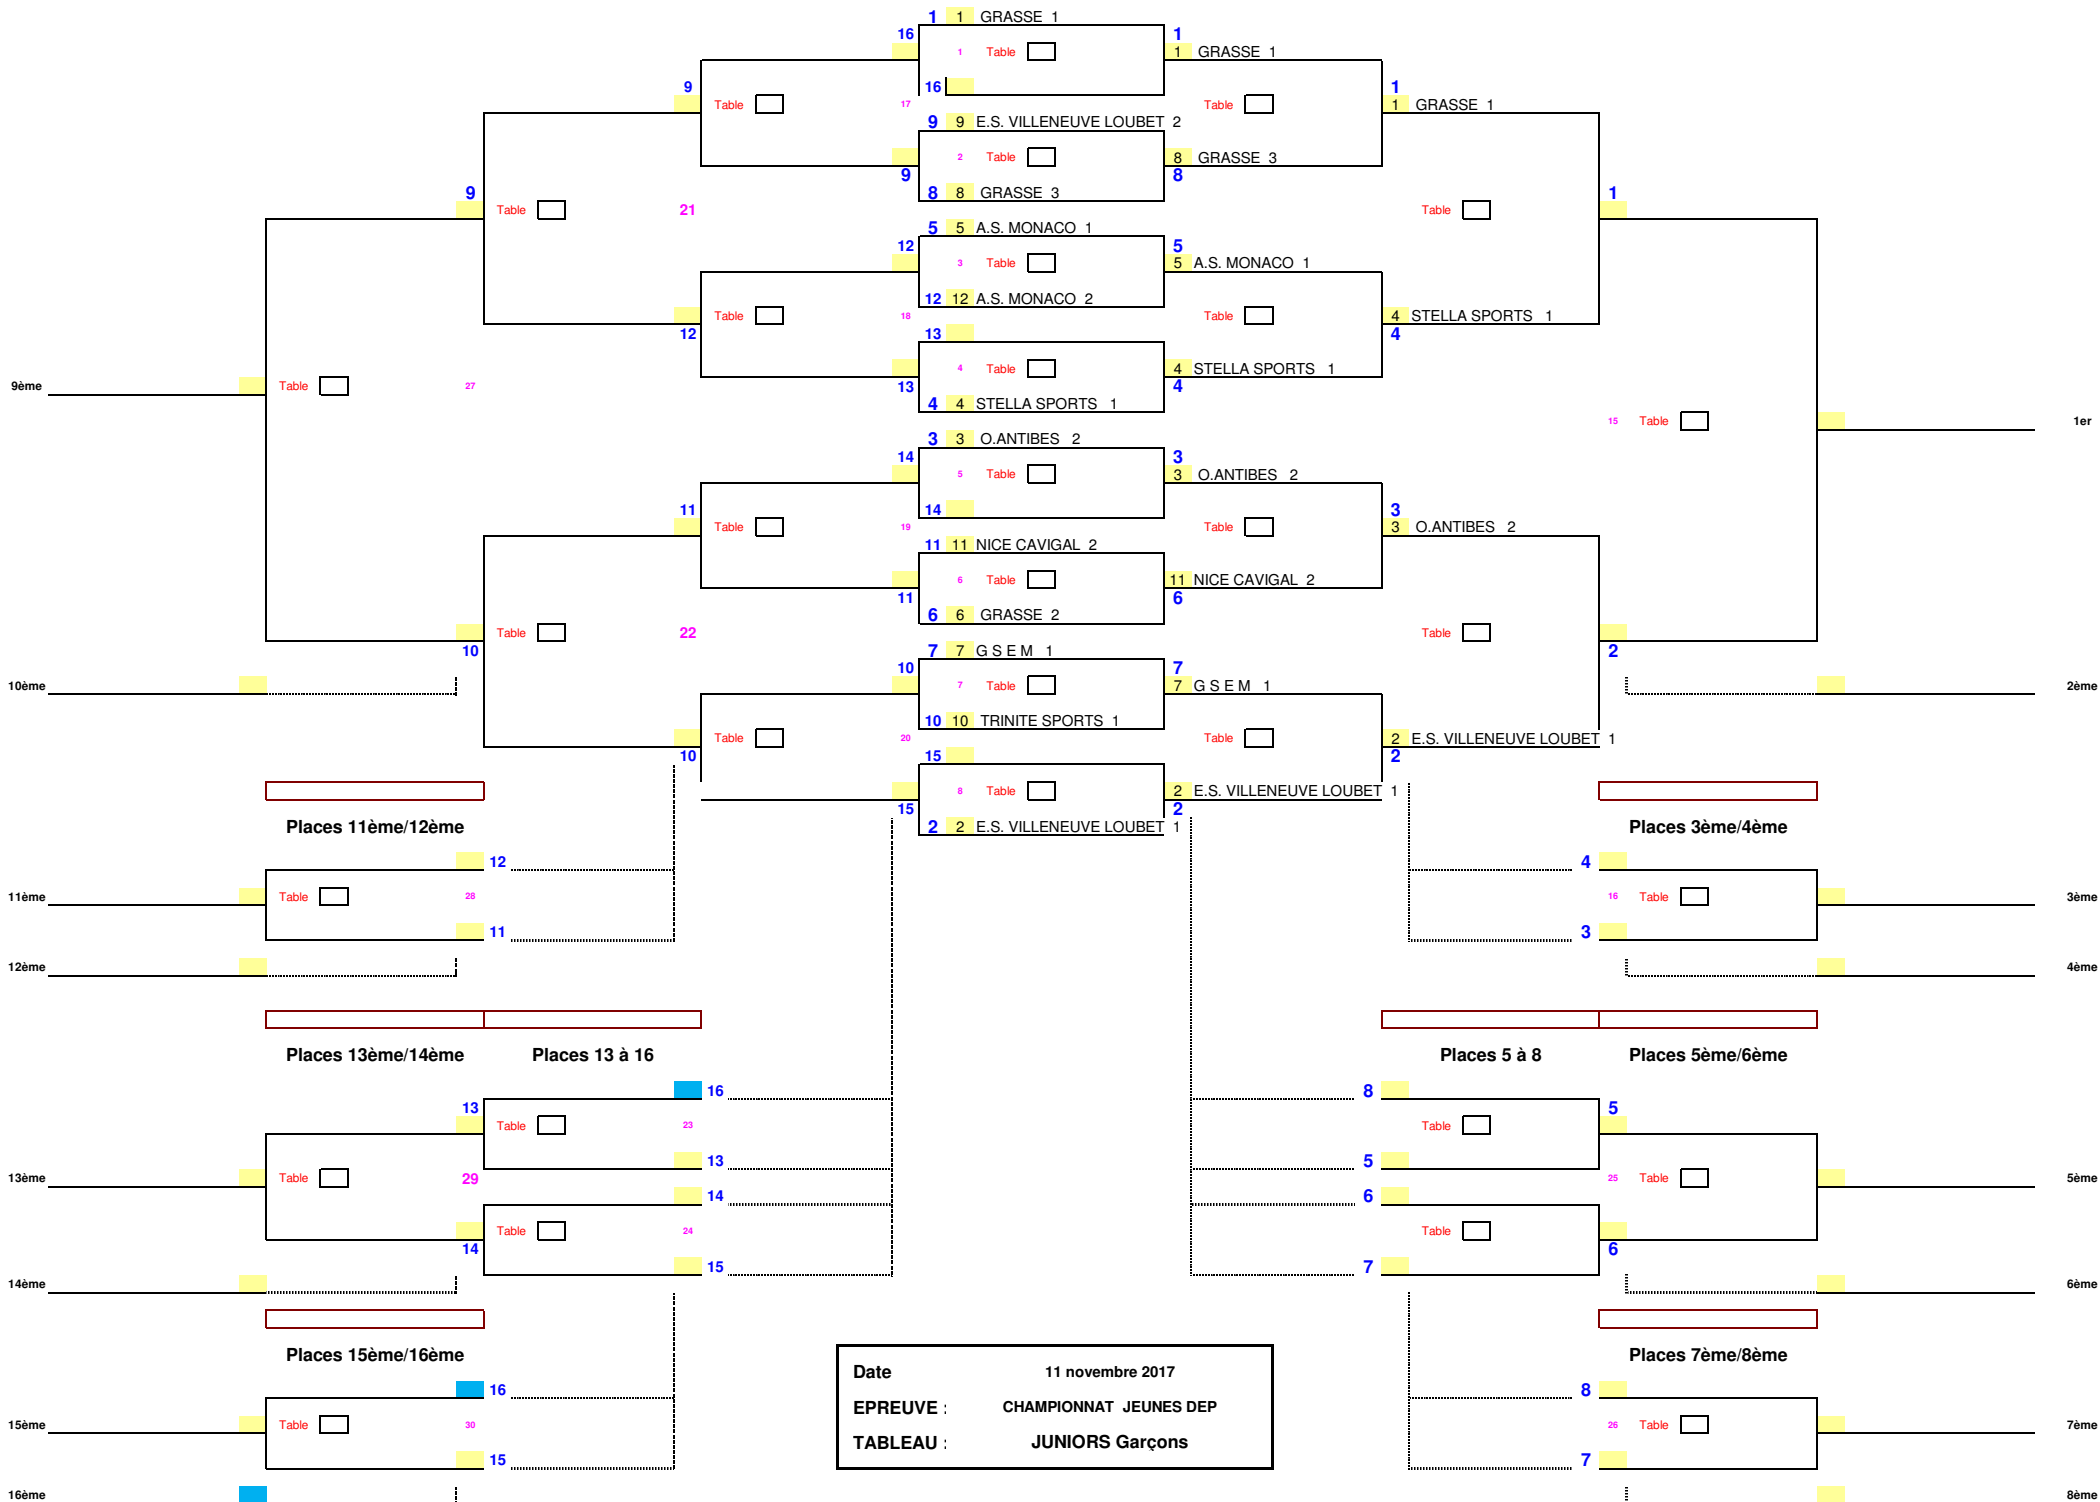 1 1 GRASSE 1
16 1
1 Table 1 GRASSE 1
9 16 1
Table 17 Table 1 GRASSE 1
9 9 E.S. VILLENEUVE LOUBET 2
2 Table 8 GRASSE 3
9 8
9 8 8 GRASSE 3 1
Table 21 Table
5 5 A.S. MONACO 1
12 5
3 Table 5 A.S. MONACO 1
12 12 A.S. MONACO 2
Table 18 Table 4 STELLA SPORTS 1
12 13 4
4 Table 4 STELLA SPORTS 1
9ème Table 27 13 4
4 4 STELLA SPORTS 1
15 Table 1er
3 3 O.ANTIBES 2
14 3
5 Table 3 O.ANTIBES 2
11 14 3
Table 19 Table 3 O.ANTIBES 2
11 11 NICE CAVIGAL 2
6 Table 11 NICE CAVIGAL 2
11 6
6 6 GRASSE 2
Table 22 Table
10 7 7 G S E M 1 2
10 7
10ème 7 Table 7 G S E M 1 2ème
10 10 TRINITE SPORTS 1
Table 20 Table 2 E.S. VILLENEUVE LOUBET 1
10 15 2
8 Table 2 E.S. VILLENEUVE LOUBET 1
15 2
Places 11ème/12ème 2 2 E.S. VILLENEUVE LOUBET 1 Places 3ème/4ème
12 4
11ème Table 28 16 Table 3ème
11 3
12ème 4ème
Places 13ème/14ème Places 13 à 16 Places 5 à 8 Places 5ème/6ème
16 8
13 5
Table 23 Table
13 5
13ème Table 29 25 Table 5ème
14 6
Table 24 Table
14 6
15 7
14ème 6ème
Places 15ème/16ème Places 7ème/8ème
Date 11 novembre 2017
16 8
EPREUVE : CHAMPIONNAT JEUNES DEP
15ème Table 30 26 Table 7ème
TABLEAU : JUNIORS Garçons
15 7
16ème 8ème